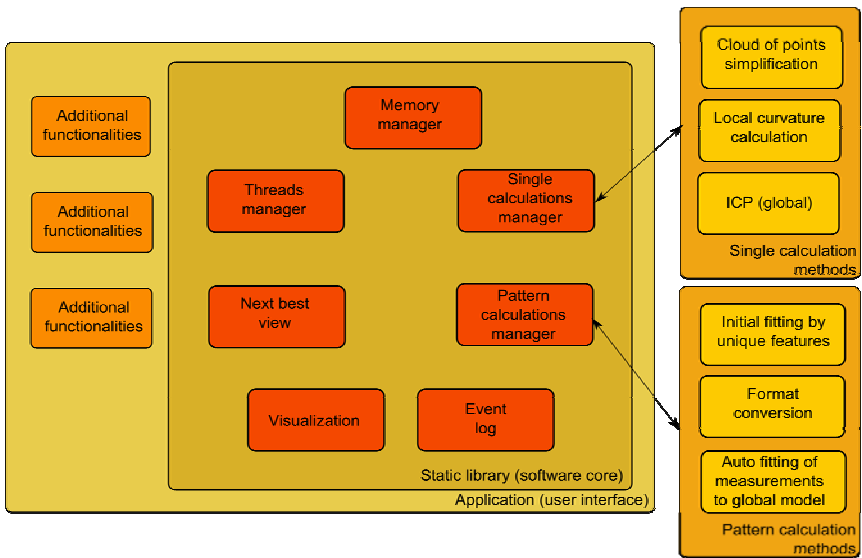 Additional
functionalities
Additional
functionalities
Additional
functionalities
Memory
manager
Threads
manager
Single
calculations
manager
Next best
view
Pattern
calculations
manager
Visualization
Event
log
Static library (software core)
Application (user interface)
Cloud of points
simplification
Local curvature
calculation
ICP (global)
Single calculation
methods
Initial fitting by
unique features
Format
conversion
Auto fitting of
measurements
to global model
Pattern calculation
methods